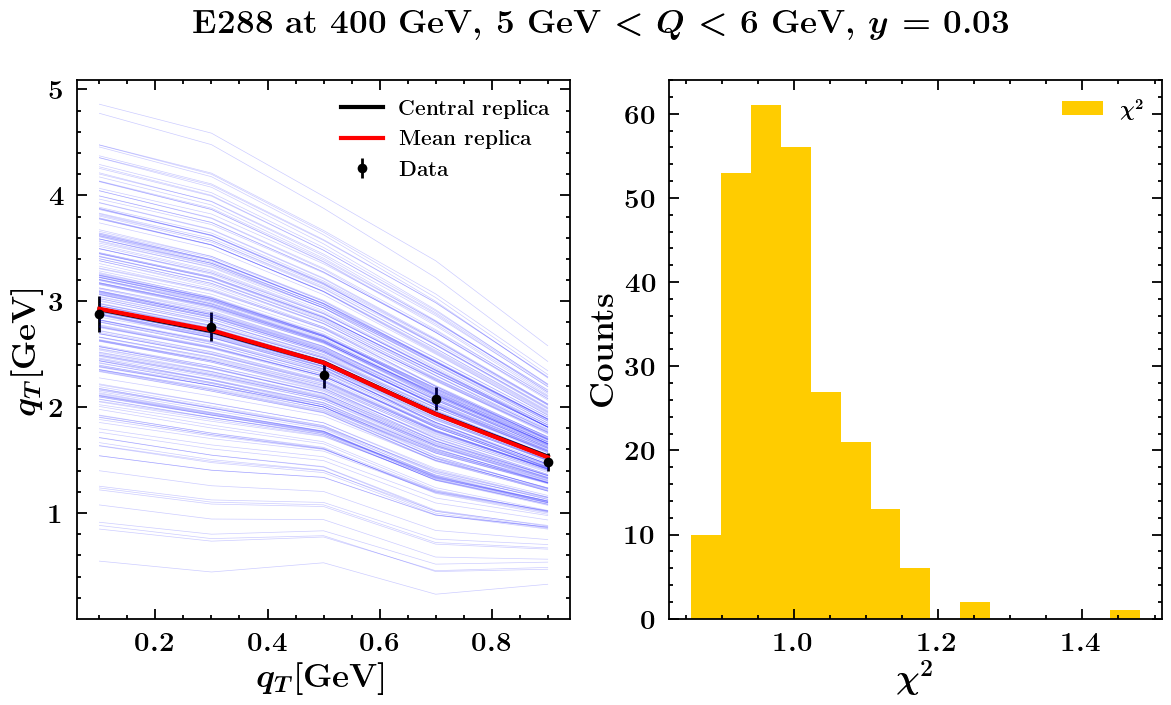 E288 at 400 GeV, 5 GeV < Q < 6 GeV, y = 0.03
5
4
3
2
1
q_T[GeV]
Central replica
Mean replica
Data
0.2 0.4 0.6 0.8
q_T[GeV]
60
50
40
30
20
10
0
Counts
χ²
1.0 1.2 1.4
χ²